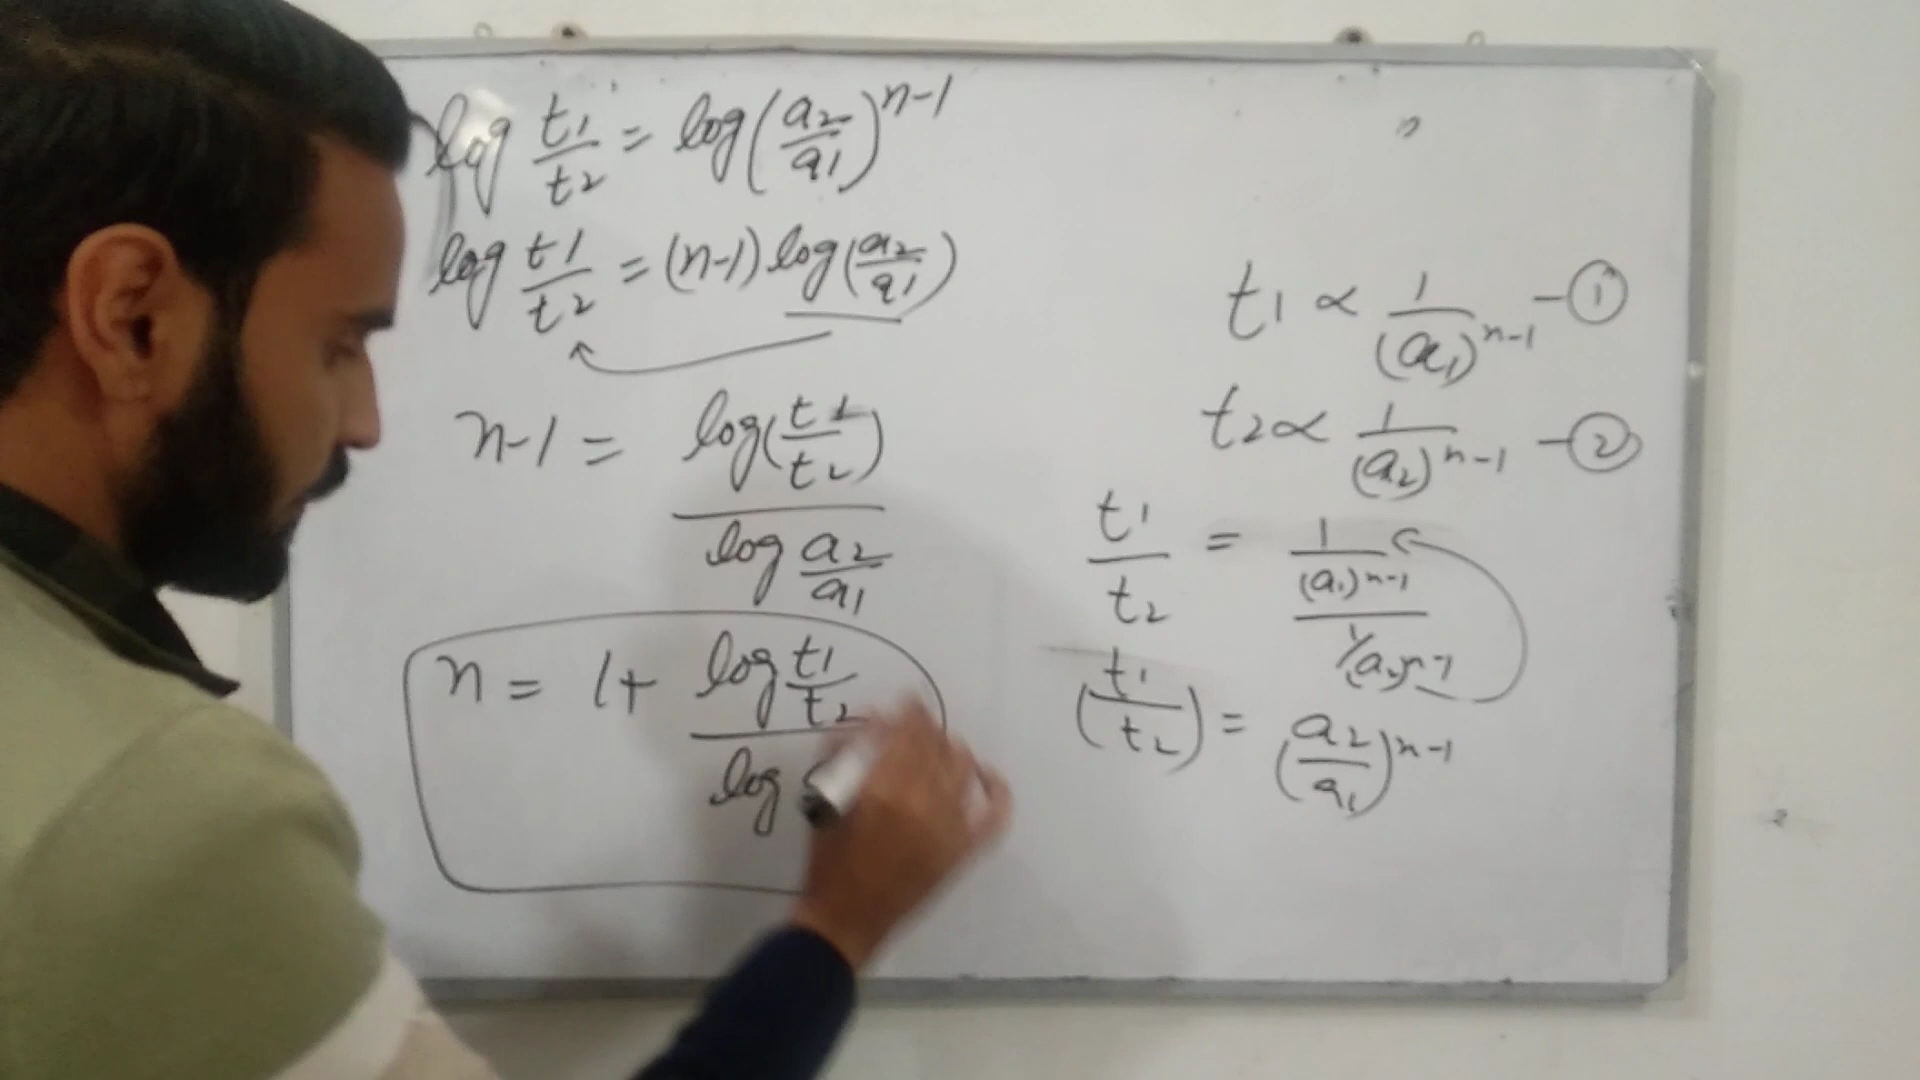 log t1/t2 = log(a2/a1)^n-1
log t1/t2 = (n-1) log(a2/a1)
n-1 = log(t1/t2) / log a2/a1
n = 1+ log t1/t2 / log
t1 ∝ 1/(a1)^n-1 - ①
t2 ∝ 1/(a2)^n-1 - ②
t1/t2 = 1/(a1)^n-1 / 1/(a2)^n-1
(t1/t2) = (a2/a1)^n-1